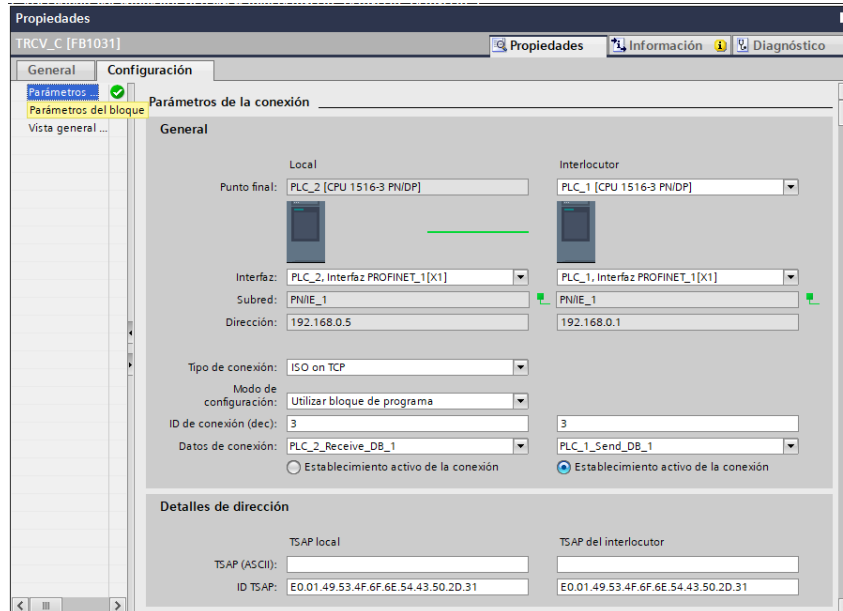 Propiedades
TRCV_C [FB1031]
Propiedades
Información
Diagnóstico
General
Configuración
Parámetros ...
Parámetros del bloque
Vista general ...
Parámetros de la conexión
General
Local
Interlocutor
Punto final: PLC_2 [CPU 1516-3 PN/DP] PLC_1 [CPU 1516-3 PN/DP]
Interfaz: PLC_2, Interfaz PROFINET_1[X1] PLC_1, Interfaz PROFINET_1[X1]
Subred: PN/IE_1 PN/IE_1
Dirección: 192.168.0.5 192.168.0.1
Tipo de conexión: ISO on TCP
Modo de
configuración: Utilizar bloque de programa
ID de conexión (dec): 3 3
Datos de conexión: PLC_2_Receive_DB_1 PLC_1_Send_DB_1
Establecimiento activo de la conexión Establecimiento activo de la conexión
Detalles de dirección
TSAP local TSAP del interlocutor
TSAP (ASCII):
ID TSAP: E0.01.49.53.4F.6F.6E.54.43.50.2D.31 E0.01.49.53.4F.6F.6E.54.43.50.2D.31